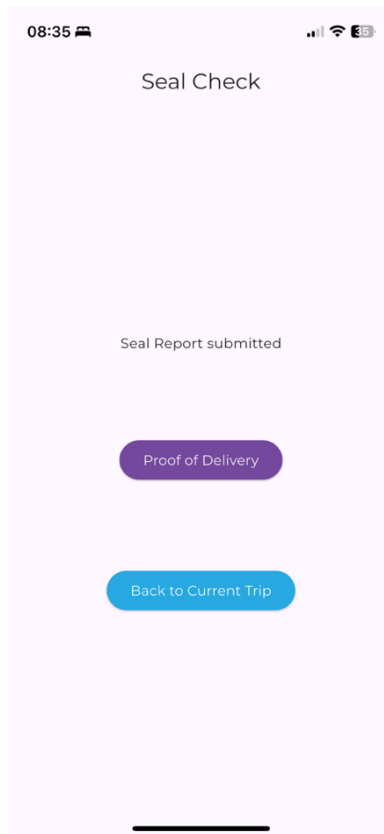 08:35
35
Seal Check
Seal Report submitted
Proof of Delivery
Back to Current Trip